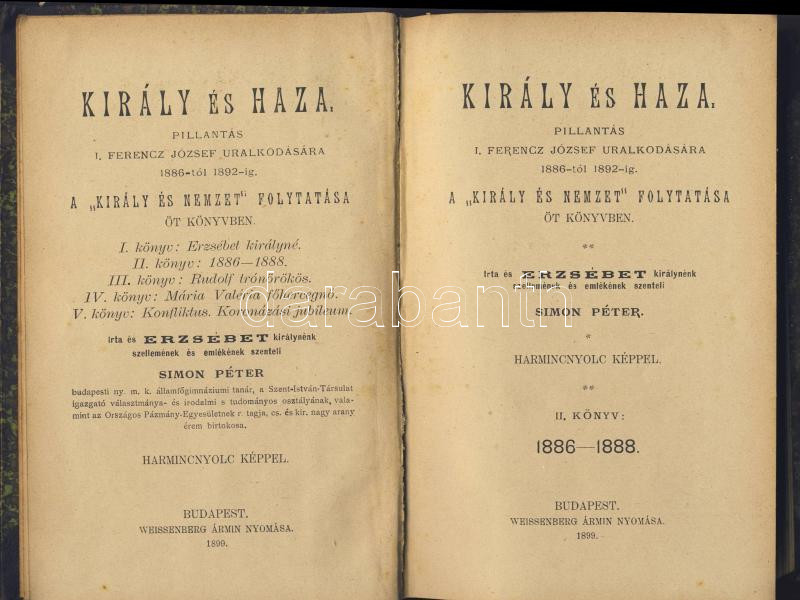 KIRÁLY ÉS HAZA.
PILLANTÁS
I. FERENCZ JÓZSEF URALKODÁSÁRA
1886-tól 1892-ig.
A „KIRÁLY ÉS NEMZET" FOLYTATÁSA
ÖT KÖNYVBEN.
I. könyv: Erzsébet királyné.
II. könyv: 1886—1888.
III. könyv: Rudolf trónörökös.
IV. könyv: Mária Valéria főherczegnő.
V. könyv: Konfliktus. Koronázási jubileum.
Irta és ERZSÉBET királynénk
szellemének és emlékének szenteli
SIMON PÉTER
budapesti ny. m. k. államfőgimnáziumi tanár, a Szent-István-Társulat
igazgató választmánya- és irodalmi s tudományos osztályának, vala-
mint az Országos Pázmány-Egyesületnek r. tagja, cs. és kir. nagy arany
érem birtokosa.
HARMINCNYOLC KÉPPEL.
BUDAPEST.
WEISSENBERG ÁRMIN NYOMÁSA.
1899.
KIRÁLY ÉS HAZA.
PILLANTÁS
I. FERENCZ JÓZSEF URALKODÁSÁRA
1886-tól 1892-ig.
A „KIRÁLY ÉS NEMZET" FOLYTATÁSA
ÖT KÖNYVBEN.
**
Irta és ERZSÉBET királynénk
szellemének és emlékének szenteli
SIMON PÉTER.
*
HARMINCNYOLC KÉPPEL.
**
II. KÖNYV:
1886—1888.
BUDAPEST.
WEISSENBERG ÁRMIN NYOMÁSA.
1899.
darabanth